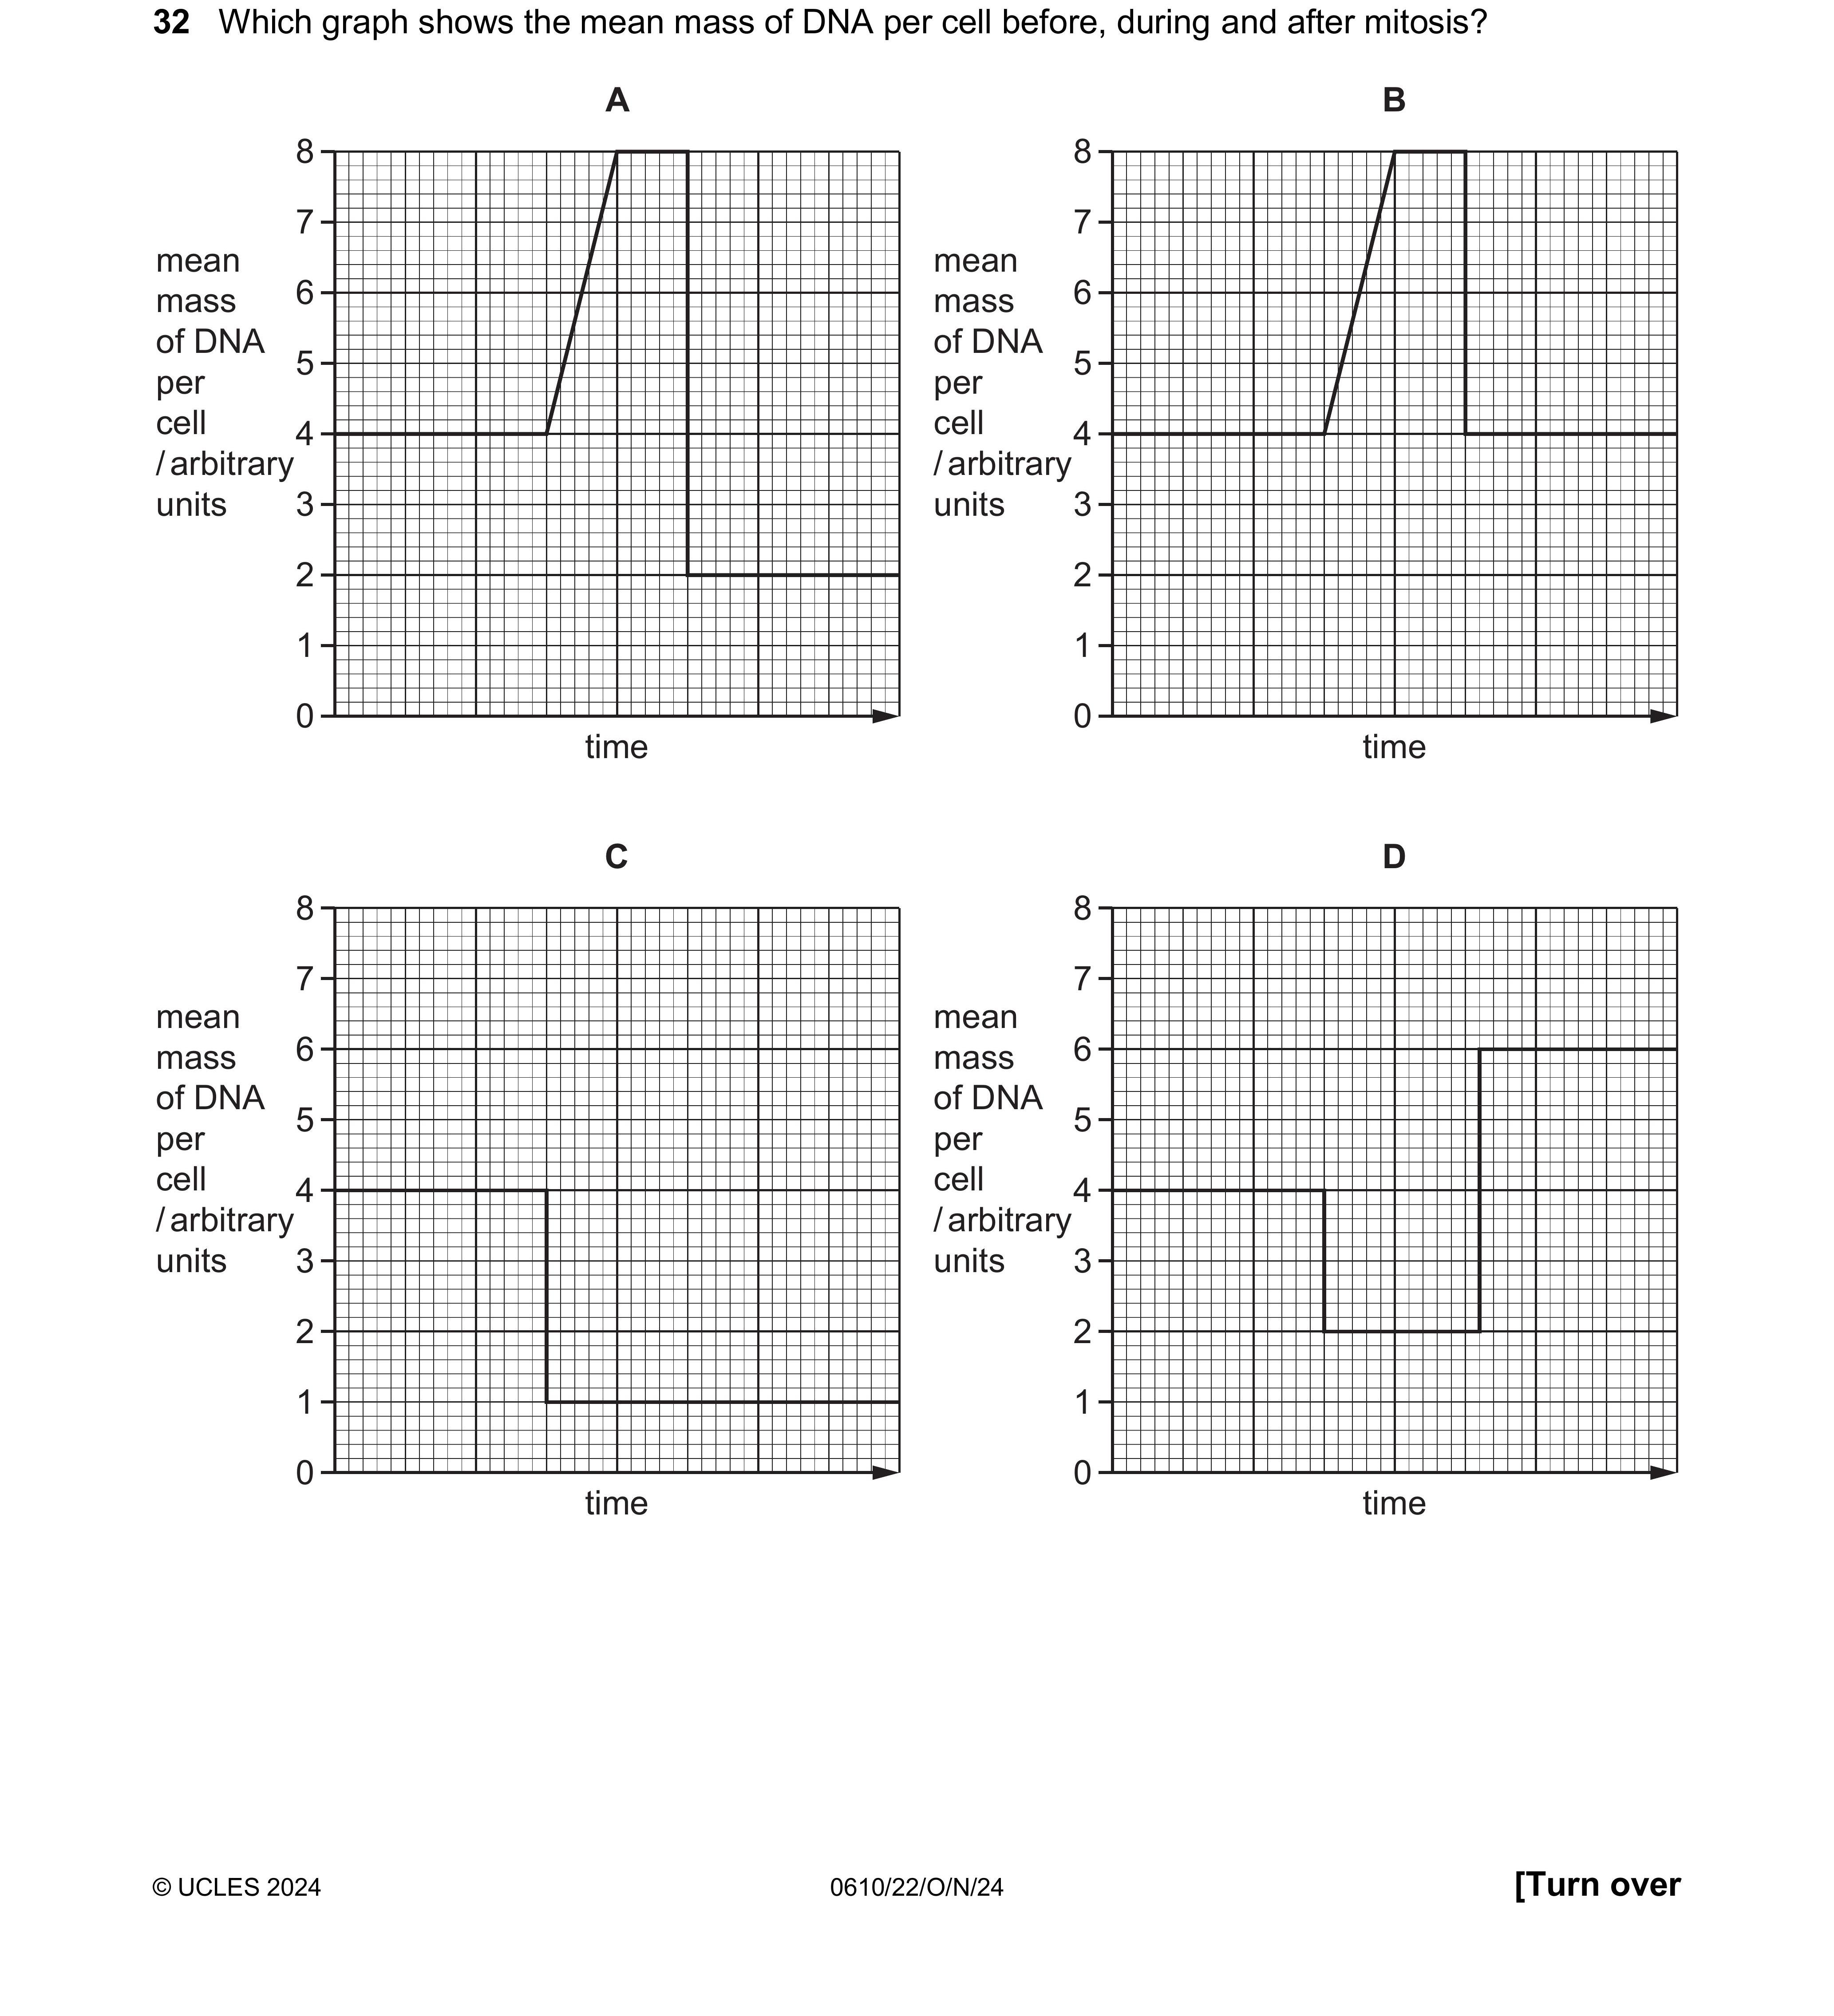 32 Which graph shows the mean mass of DNA per cell before, during and after mitosis?
A
8
7
6
5
4
3
2
1
0
mean
mass
of DNA
per
cell
/ arbitrary
units
time
B
8
7
6
5
4
3
2
1
0
mean
mass
of DNA
per
cell
/ arbitrary
units
time
C
8
7
6
5
4
3
2
1
0
mean
mass
of DNA
per
cell
/ arbitrary
units
time
D
8
7
6
5
4
3
2
1
0
mean
mass
of DNA
per
cell
/ arbitrary
units
time
© UCLES 2024
0610/22/O/N/24
[Turn over